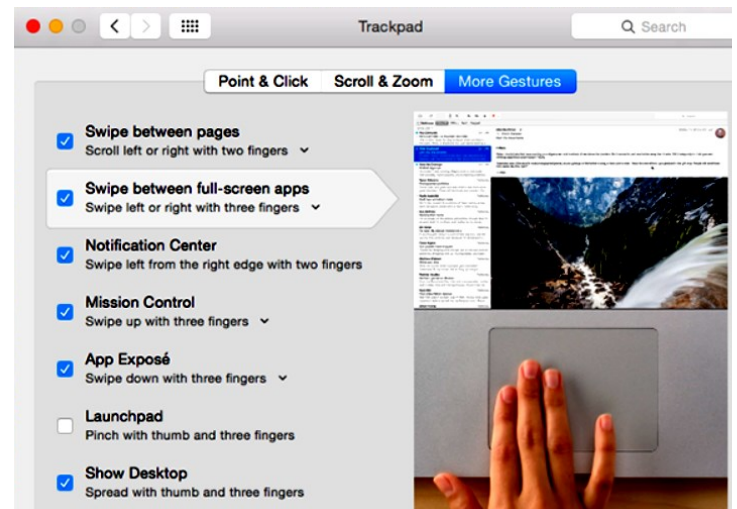 Trackpad
Search
Point & Click
Scroll & Zoom
More Gestures
Swipe between pages
Scroll left or right with two fingers
Swipe between full-screen apps
Swipe left or right with three fingers
Notification Center
Swipe left from the right edge with two fingers
Mission Control
Swipe up with three fingers
App Exposé
Swipe down with three fingers
Launchpad
Pinch with thumb and three fingers
Show Desktop
Spread with thumb and three fingers